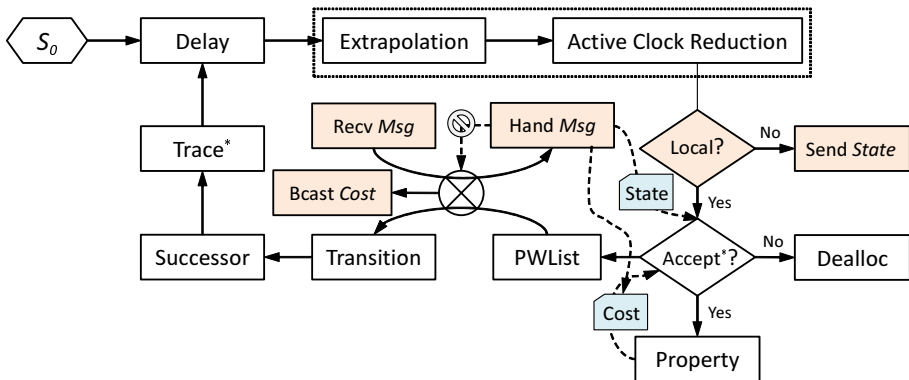 S0
Delay
Extrapolation
Active Clock Reduction
Recv Msg
Hand Msg
Local?
No
Send State
Trace*
Bcast Cost
State
Yes
Successor
Transition
PWList
Accept*?
No
Dealloc
Cost
Yes
Property